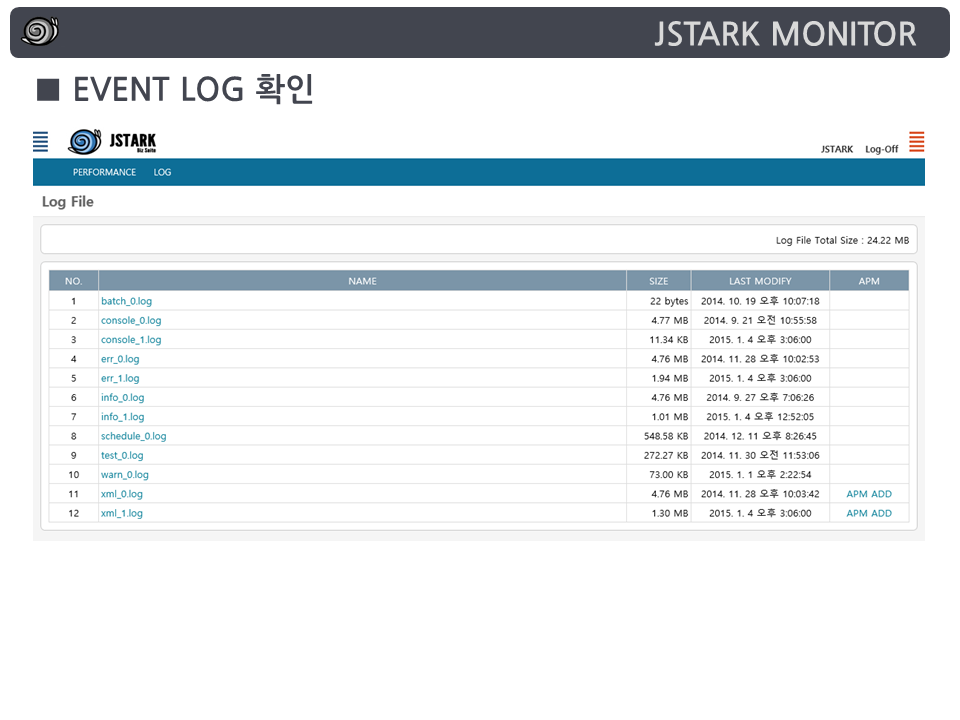 JSTARK MONITOR
■ EVENT LOG 확인
JSTARK
Biz Suite
JSTARK Log-Off
PERFORMANCE LOG
Log File
Log File Total Size : 24.22 MB
NO. NAME SIZE LAST MODIFY APM
1 batch_0.log 22 bytes 2014. 10. 19 오후 10:07:18
2 console_0.log 4.77 MB 2014. 9. 21 오전 10:55:58
3 console_1.log 11.34 KB 2015. 1. 4 오후 3:06:00
4 err_0.log 4.76 MB 2014. 11. 28 오후 10:02:53
5 err_1.log 1.94 MB 2015. 1. 4 오후 3:06:00
6 info_0.log 4.76 MB 2014. 9. 27 오후 7:06:26
7 info_1.log 1.01 MB 2015. 1. 4 오후 12:52:05
8 schedule_0.log 548.58 KB 2014. 12. 11 오후 8:26:45
9 test_0.log 272.27 KB 2014. 11. 30 오전 11:53:06
10 warn_0.log 73.00 KB 2015. 1. 1 오후 2:22:54
11 xml_0.log 4.76 MB 2014. 11. 28 오후 10:03:42 APM ADD
12 xml_1.log 1.30 MB 2015. 1. 4 오후 3:06:00 APM ADD